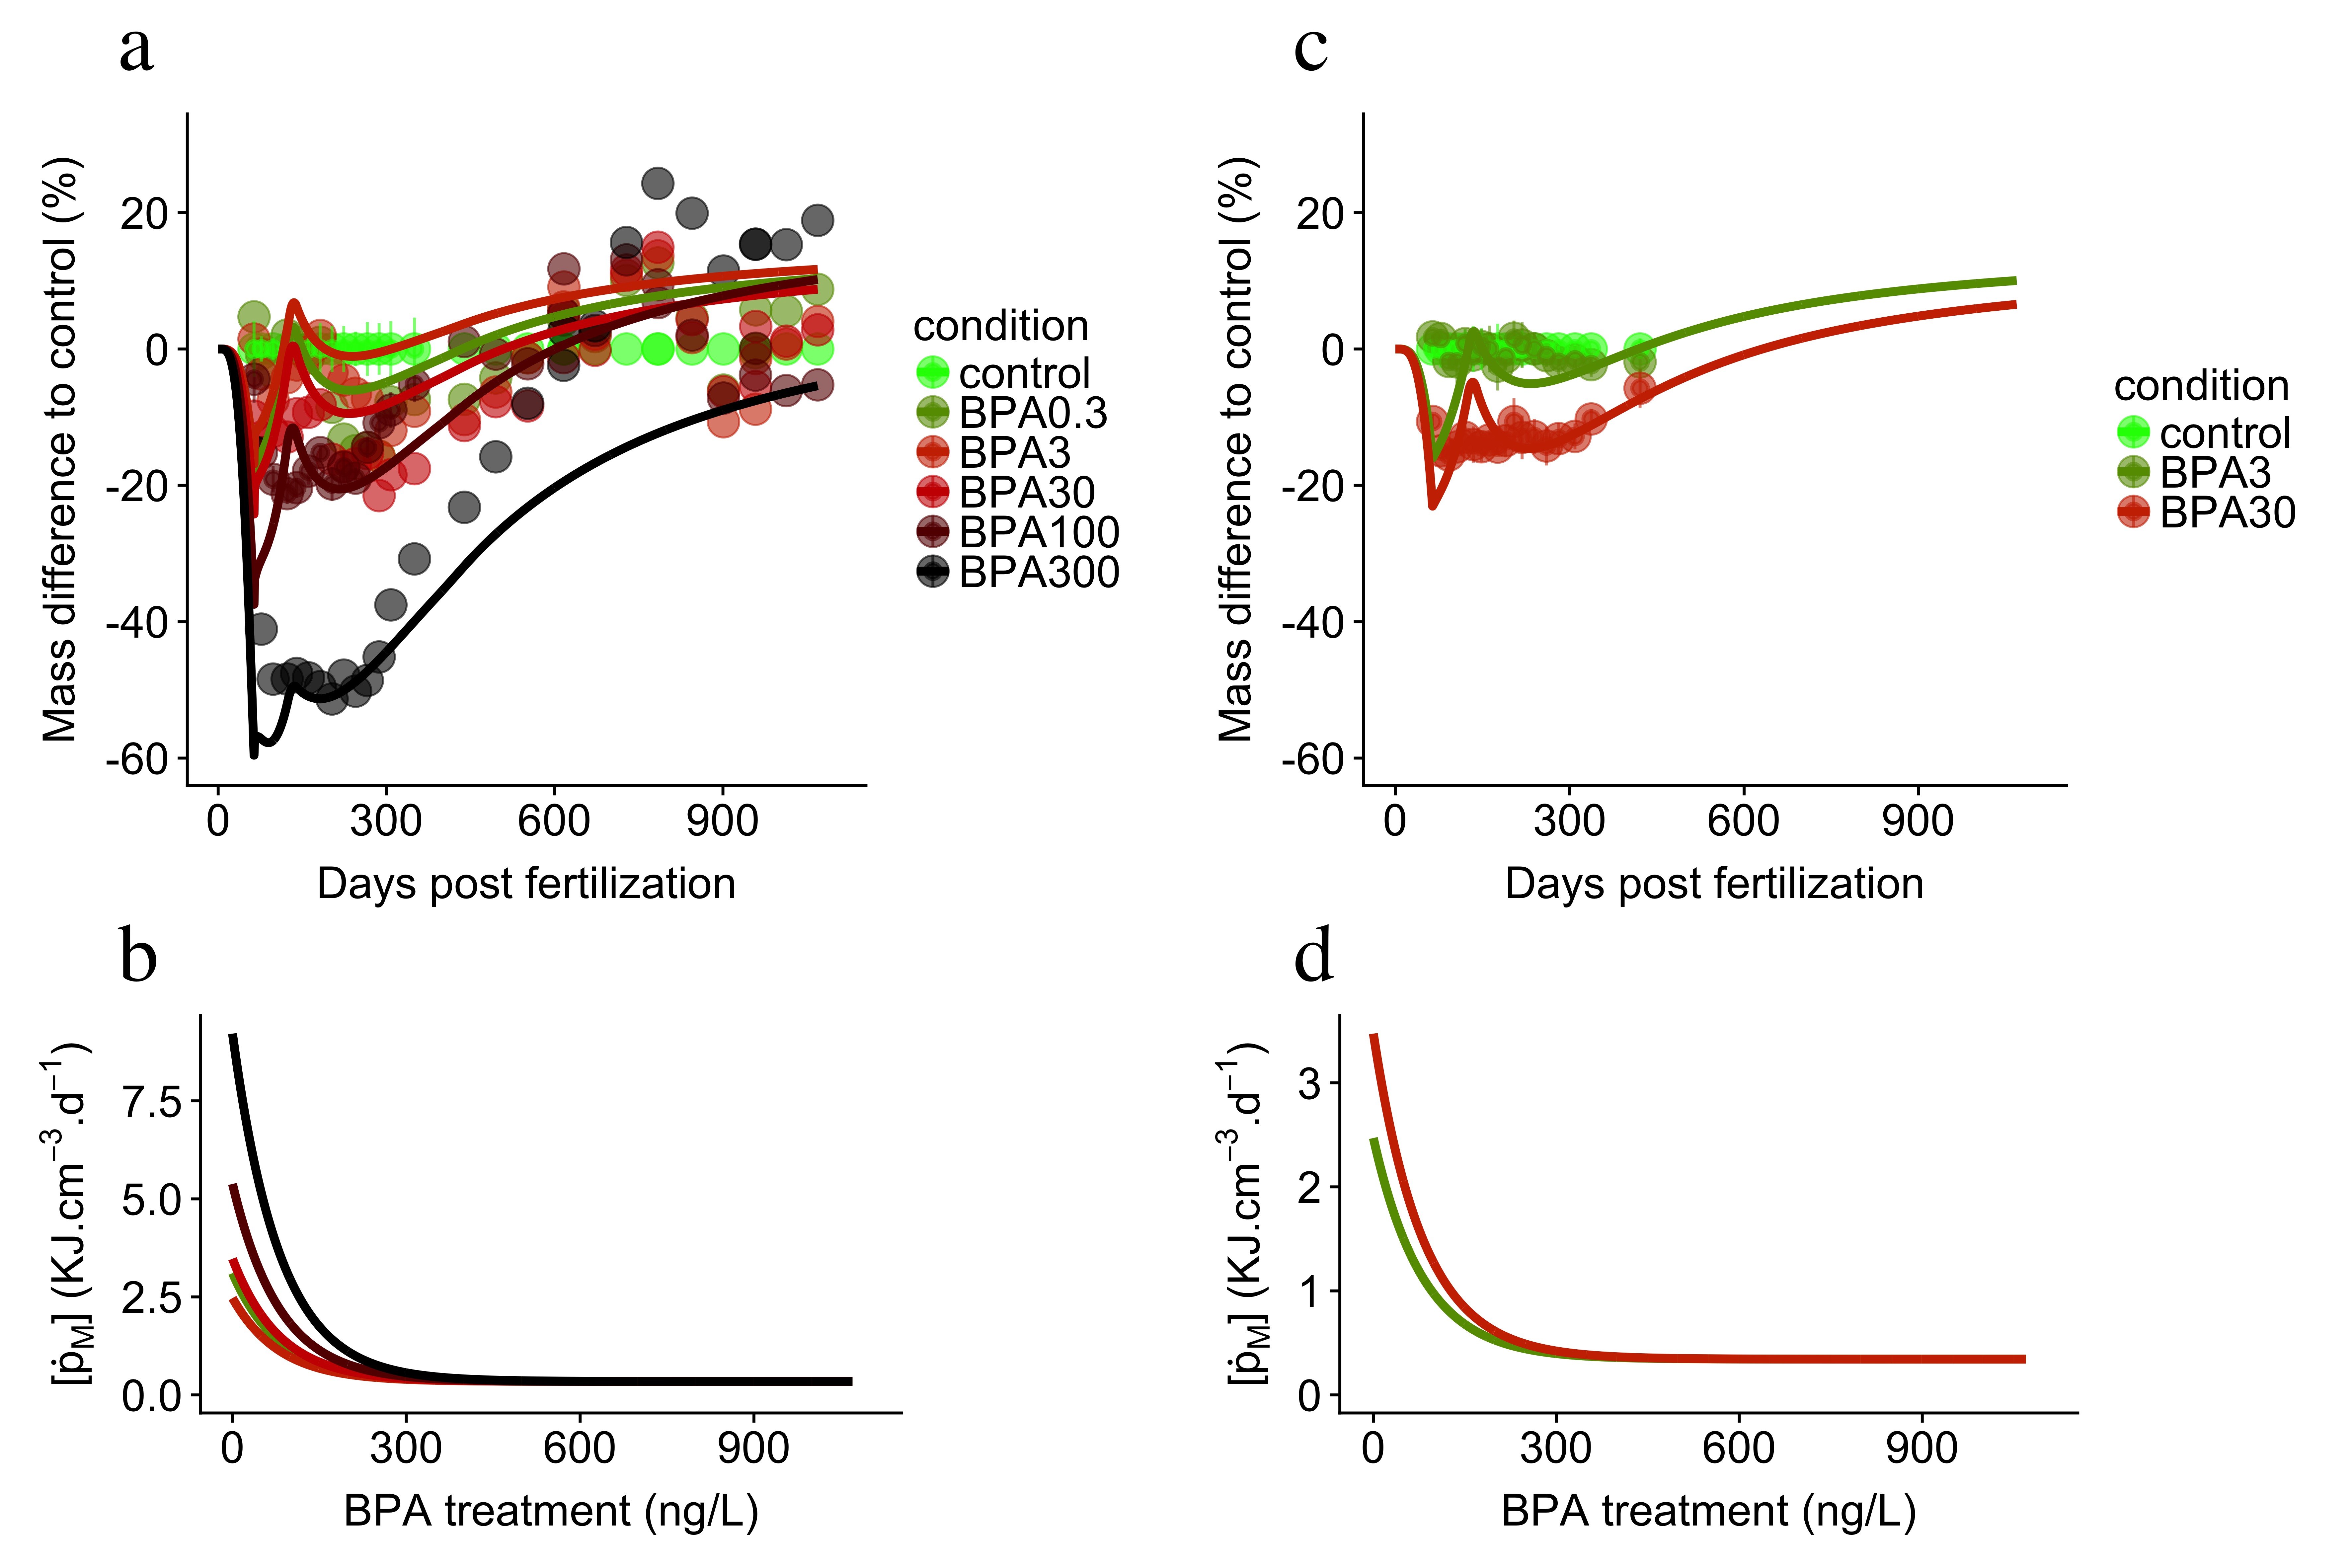 a
Mass difference to control (%)
20
0
-20
-40
-60
0 300 600 900
Days post fertilization
condition
control
BPA0.3
BPA3
BPA30
BPA100
BPA300
c
Mass difference to control (%)
20
0
-20
-40
-60
0 300 600 900
Days post fertilization
condition
control
BPA3
BPA30
b
[ṗM] (KJ.cm−3.d−1)
7.5
5.0
2.5
0.0
0 300 600 900
BPA treatment (ng/L)
d
[ṗM] (KJ.cm−3.d−1)
3
2
1
0
0 300 600 900
BPA treatment (ng/L)